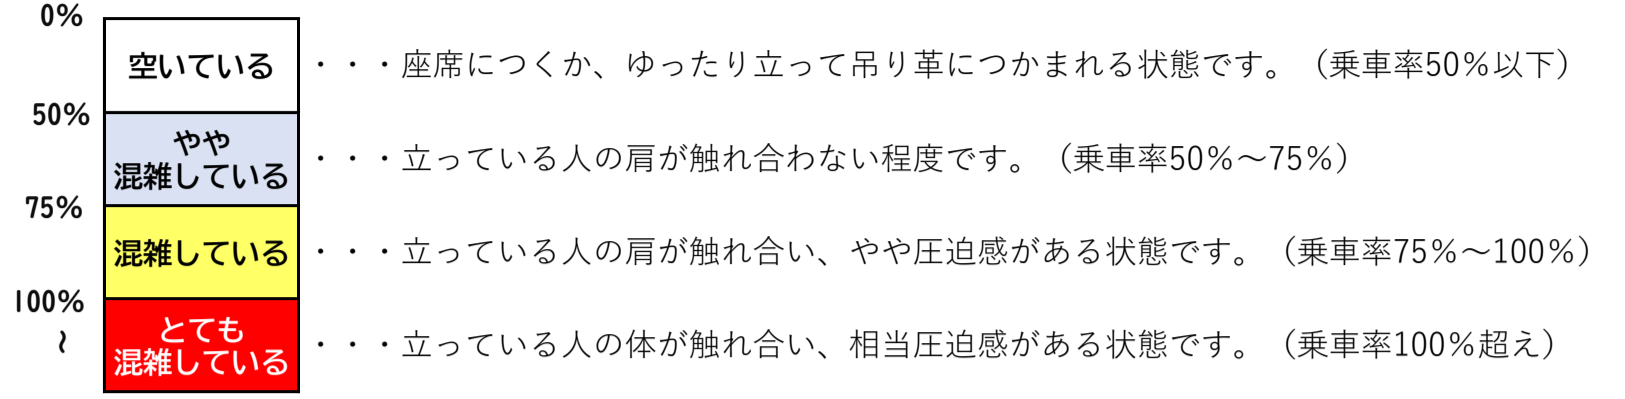 0%
空いている ・・・座席につくか、ゆったり立って吊り革につかまれる状態です。（乗車率50％以下）
50%
やや
混雑している ・・・立っている人の肩が触れ合わない程度です。（乗車率50％～75％）
75%
混雑している ・・・立っている人の肩が触れ合い、やや圧迫感がある状態です。（乗車率75％～100％）
100%
～
とても
混雑している ・・・立っている人の体が触れ合い、相当圧迫感がある状態です。（乗車率100％超え）